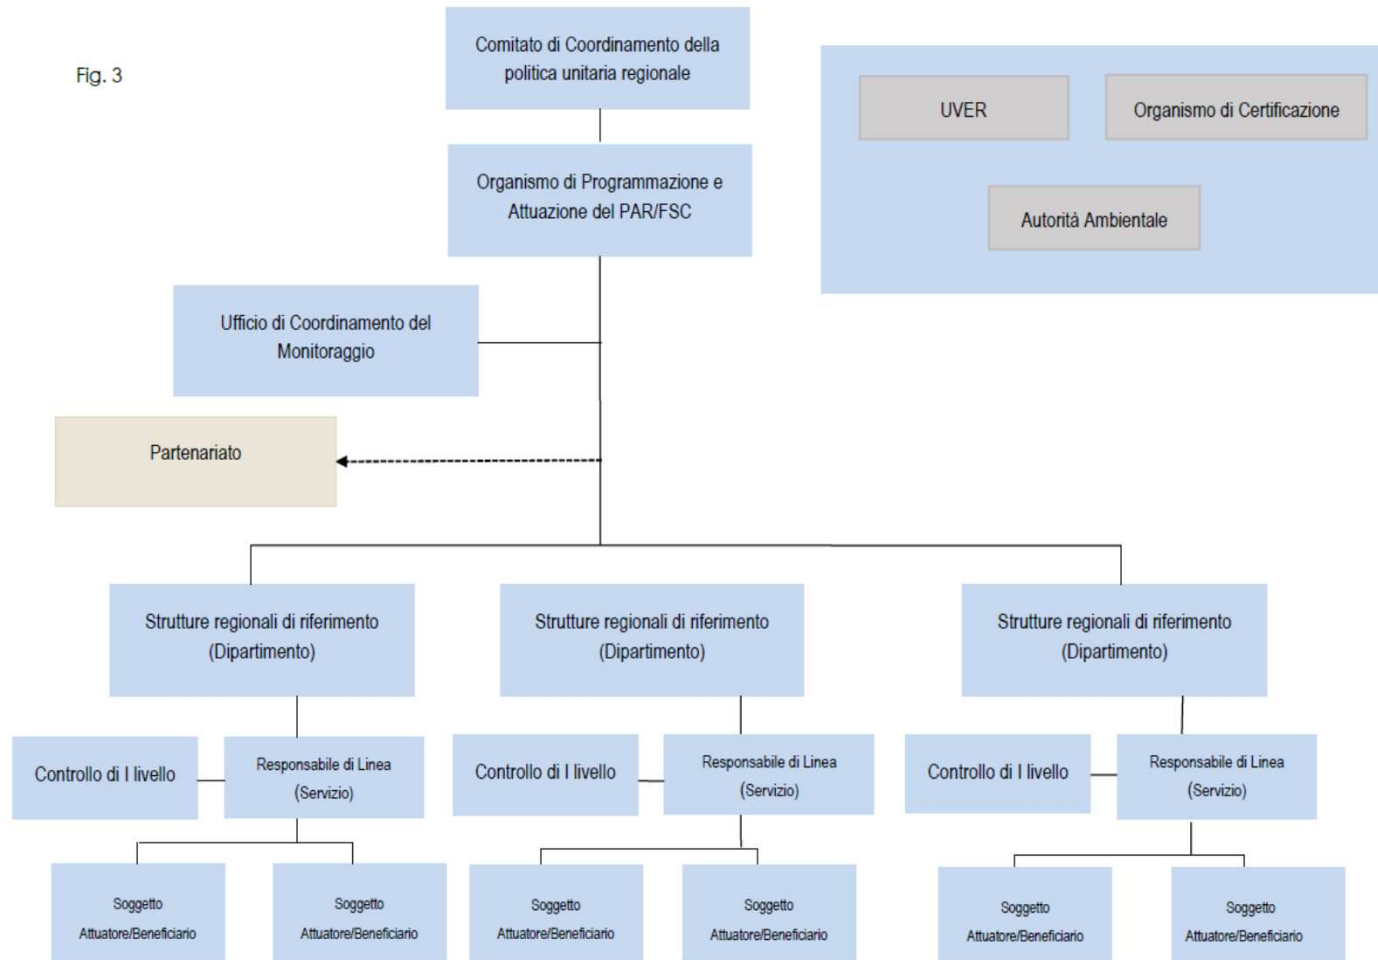 Fig. 3
Comitato di Coordinamento della
politica unitaria regionale
UVER
Organismo di Certificazione
Autorità Ambientale
Organismo di Programmazione e
Attuazione del PAR/FSC
Ufficio di Coordinamento del
Monitoraggio
Partenariato
Strutture regionali di riferimento
(Dipartimento)
Strutture regionali di riferimento
(Dipartimento)
Strutture regionali di riferimento
(Dipartimento)
Controllo di I livello
Responsabile di Linea
(Servizio)
Controllo di I livello
Responsabile di Linea
(Servizio)
Controllo di I livello
Responsabile di Linea
(Servizio)
Soggetto
Attuatore/Beneficiario
Soggetto
Attuatore/Beneficiario
Soggetto
Attuatore/Beneficiario
Soggetto
Attuatore/Beneficiario
Soggetto
Attuatore/Beneficiario
Soggetto
Attuatore/Beneficiario